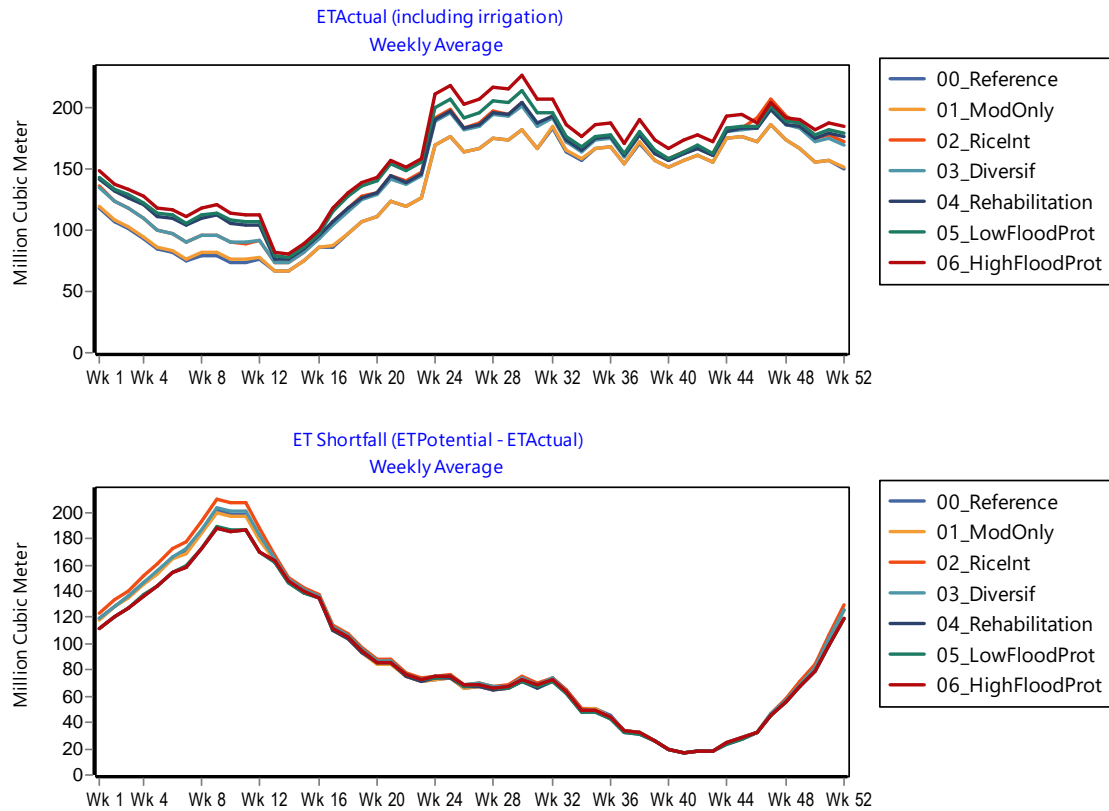 ETActual (including irrigation)
Weekly Average
Million Cubic Meter
200
150
100
50
0
Wk 1 Wk 4 Wk 8 Wk 12 Wk 16 Wk 20 Wk 24 Wk 28 Wk 32 Wk 36 Wk 40 Wk 44 Wk 48 Wk 52
00_Reference
01_ModOnly
02_RiceInt
03_Diversif
04_Rehabilitation
05_LowFloodProt
06_HighFloodProt
ET Shortfall (ETPotential - ETActual)
Weekly Average
Million Cubic Meter
200
180
160
140
120
100
80
60
40
20
0
Wk 1 Wk 4 Wk 8 Wk 12 Wk 16 Wk 20 Wk 24 Wk 28 Wk 32 Wk 36 Wk 40 Wk 44 Wk 48 Wk 52
00_Reference
01_ModOnly
02_RiceInt
03_Diversif
04_Rehabilitation
05_LowFloodProt
06_HighFloodProt